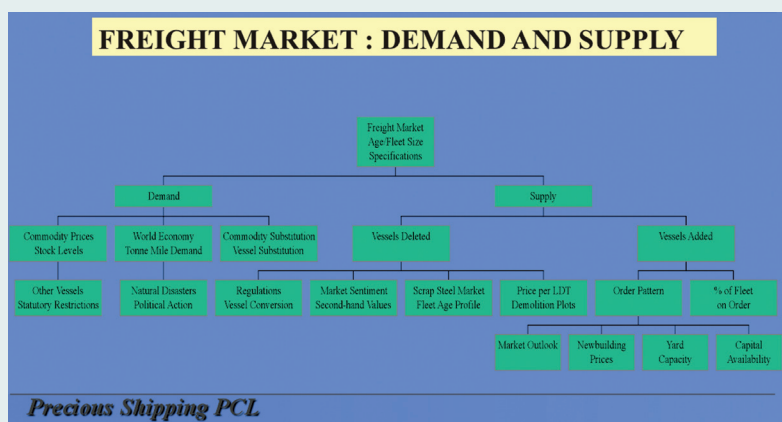 FREIGHT MARKET : DEMAND AND SUPPLY
Freight Market
Age/Fleet Size
Specifications
Demand
Supply
Commodity Prices
Stock Levels
World Economy
Tonne Mile Demand
Commodity Substitution
Vessel Substitution
Vessels Deleted
Vessels Added
Other Vessels
Statutory Restrictions
Natural Disasters
Political Action
Regulations
Vessel Conversion
Market Sentiment
Second-hand Values
Scrap Steel Market
Fleet Age Profile
Price per LDT
Demolition Plots
Order Pattern
% of Fleet
on Order
Market Outlook
Newbuilding
Prices
Yard
Capacity
Capital
Availability
Precious Shipping PCL